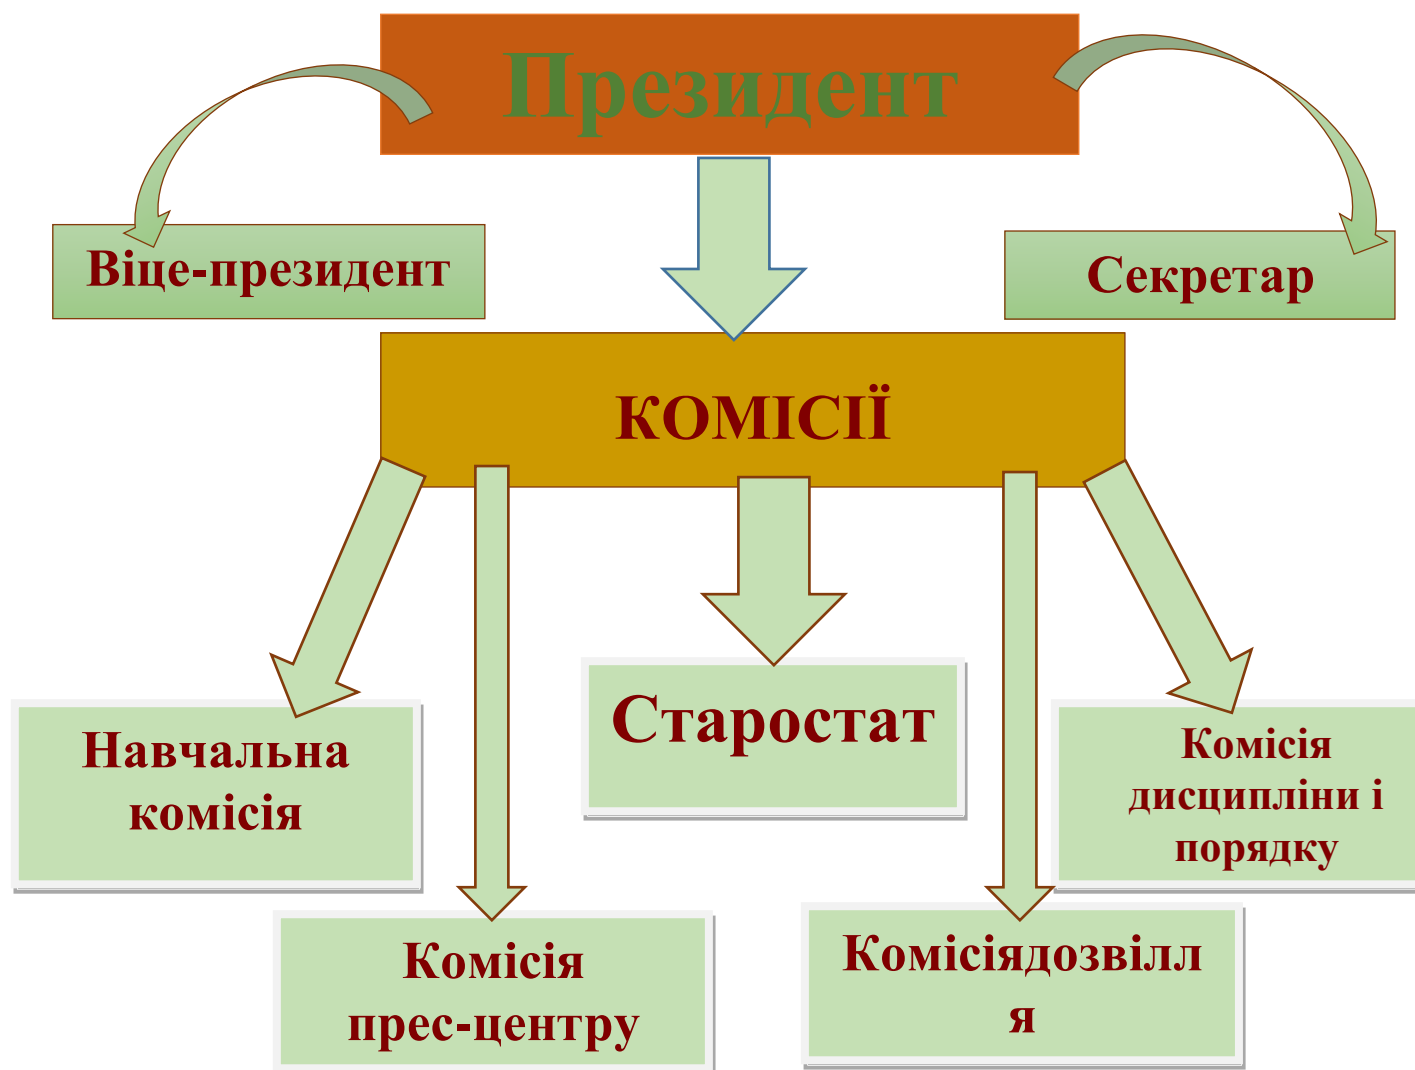 Президент
Віце-президент
Секретар
КОМІСІЇ
Навчальна
комісія
Старостат
Комісія
дисципліни і
порядку
Комісія
прес-центру
Комісіядозвілл
я